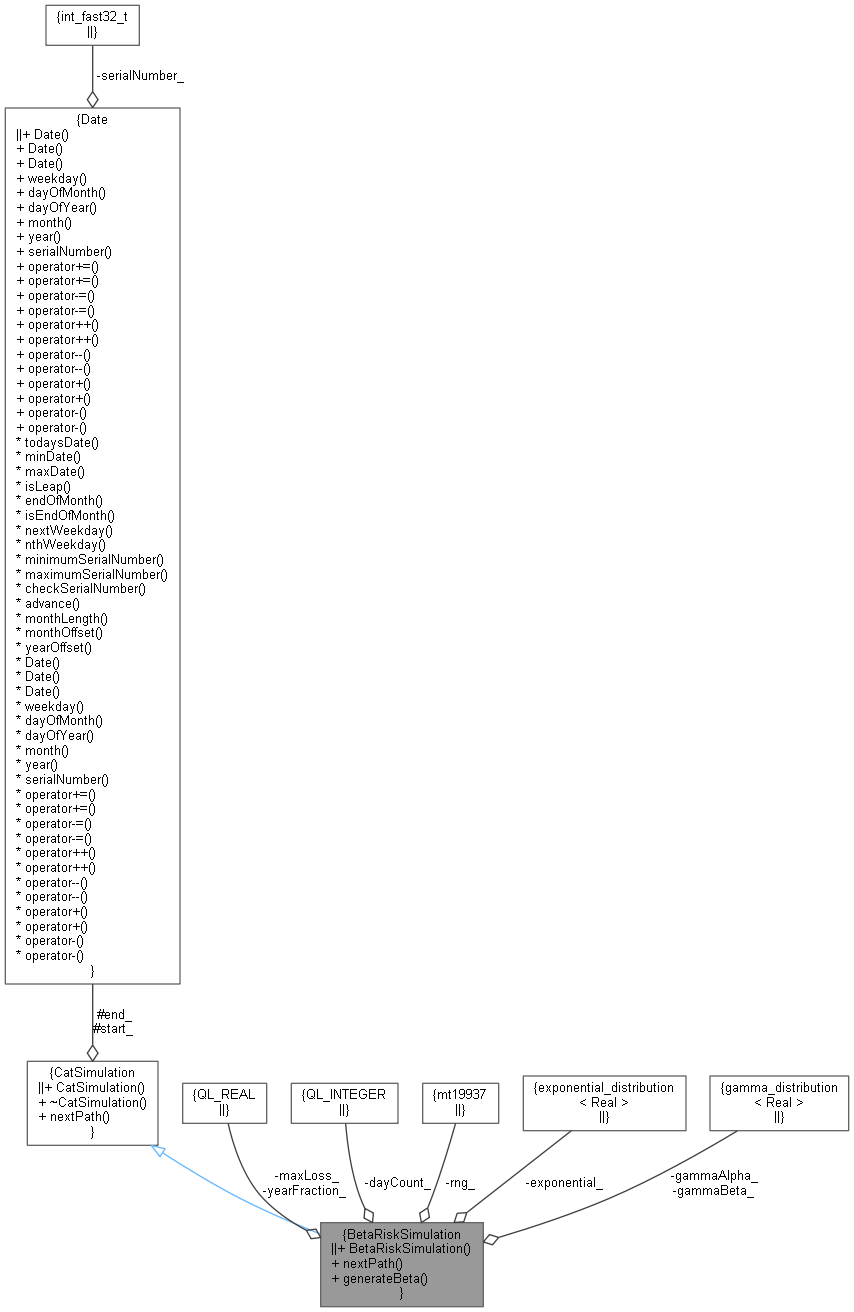 {int_fast32_t
||}
-serialNumber_
{Date
||+ Date()
+ Date()
+ Date()
+ weekday()
+ dayOfMonth()
+ dayOfYear()
+ month()
+ year()
+ serialNumber()
+ operator+=()
+ operator+=()
+ operator-=()
+ operator-=()
+ operator++()
+ operator++()
+ operator--()
+ operator--()
+ operator+()
+ operator+()
+ operator-()
+ operator-()
* todaysDate()
* minDate()
* maxDate()
* isLeap()
* endOfMonth()
* isEndOfMonth()
* nextWeekday()
* nthWeekday()
* minimumSerialNumber()
* maximumSerialNumber()
* checkSerialNumber()
* advance()
* monthLength()
* monthOffset()
* yearOffset()
* Date()
* Date()
* Date()
* weekday()
* dayOfMonth()
* dayOfYear()
* month()
* year()
* serialNumber()
* operator+=()
* operator+=()
* operator-=()
* operator-=()
* operator++()
* operator++()
* operator--()
* operator--()
* operator+()
* operator+()
* operator-()
* operator-()
}
#end_
#start_
{CatSimulation
||+ CatSimulation()
+ ~CatSimulation()
+ nextPath()
}
{QL_REAL
||}
{QL_INTEGER
||}
{mt19937
||}
{exponential_distribution
< Real >
||}
{gamma_distribution
< Real >
||}
-maxLoss_
-yearFraction_
-dayCount_
-rng_
-exponential_
-gammaAlpha_
-gammaBeta_
{BetaRiskSimulation
||+ BetaRiskSimulation()
+ nextPath()
+ generateBeta()
}